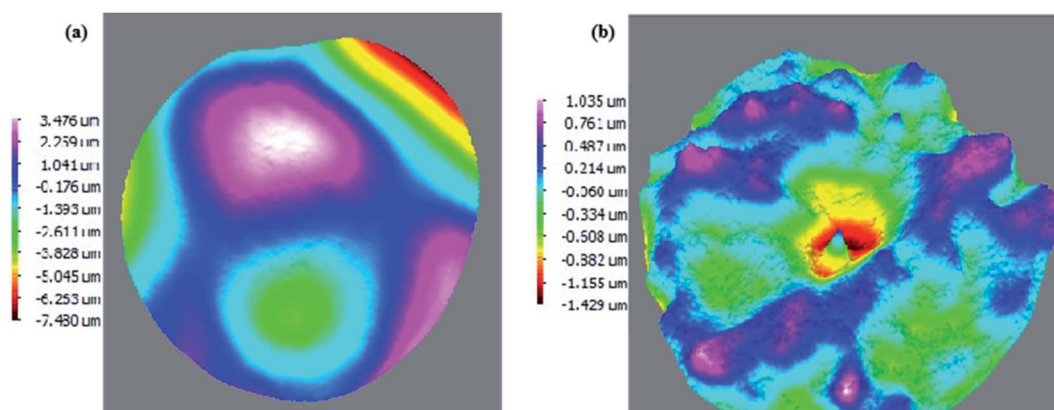 (a)
3.476 um
2.259 um
1.041 um
-0.176 um
-1.393 um
-2.611 um
-3.828 um
-5.045 um
-6.253 um
-7.480 um
(b)
1.035 um
0.761 um
0.487 um
0.214 um
-0.060 um
-0.334 um
-0.508 um
-0.882 um
-1.155 um
-1.429 um